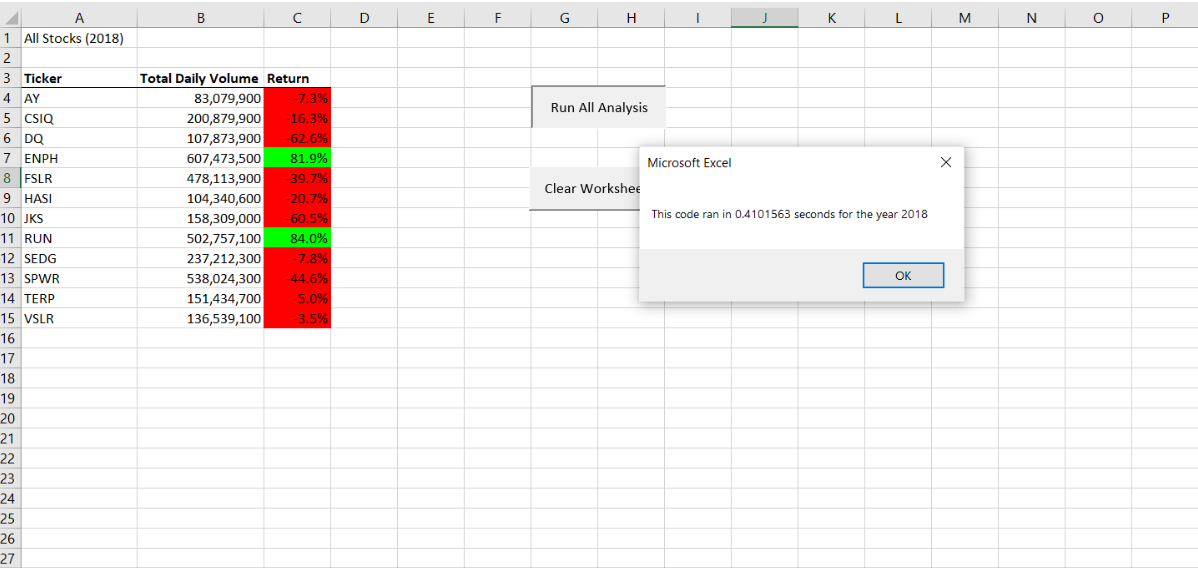 A B C D E F G H I J K L M N O P
1 All Stocks (2018)
2
3 Ticker Total Daily Volume Return
4 AY 83,079,900 -7.3%
5 CSIQ 200,879,900 -16.3%
6 DQ 107,873,900 -62.6%
7 ENPH 607,473,500 81.9%
8 FSLR 478,113,900 -39.7%
9 HASI 104,340,600 -20.7%
10 JKS 158,309,000 -60.5%
11 RUN 502,757,100 84.0%
12 SEDG 237,212,300 -7.8%
13 SPWR 538,024,300 -44.6%
14 TERP 151,434,700 -5.0%
15 VSLR 136,539,100 -3.5%
16
17
18
19
20
21
22
23
24
25
26
27
Run All Analysis
Clear Workshee
Microsoft Excel
This code ran in 0.4101563 seconds for the year 2018
OK